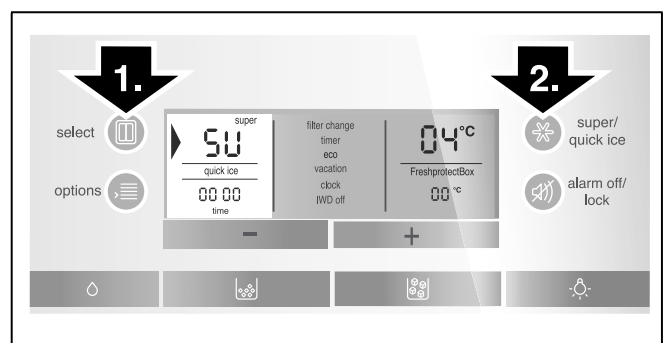 1.
2.
select
options
super
SU
quick ice
00 00
time
filter change
timer
eco
vacation
clock
IWD off
04°C
FreshprotectBox
00 °C
super/
quick ice
alarm off/
lock
−
+